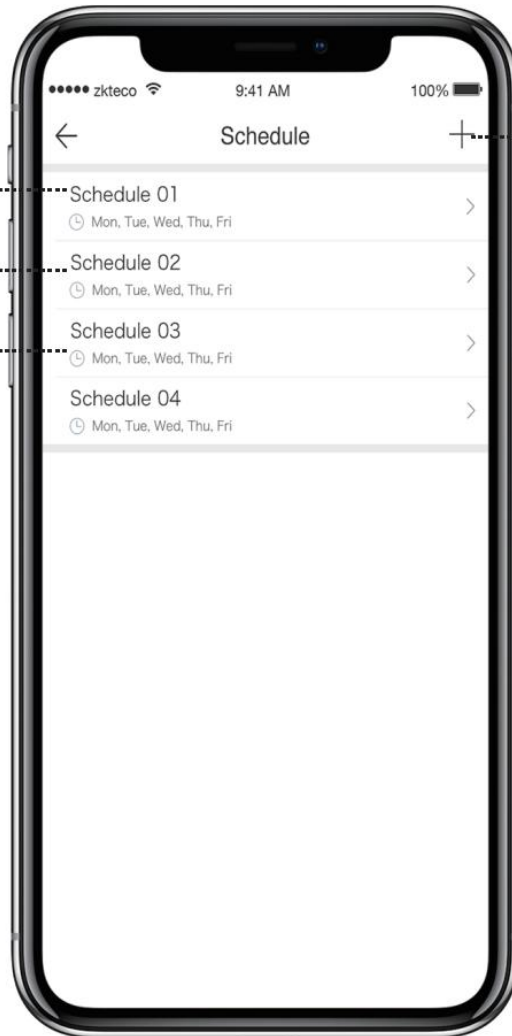 zkteco 9:41 AM 100%
Schedule
Schedule 01
Mon, Tue, Wed, Thu, Fri
Schedule 02
Mon, Tue, Wed, Thu, Fri
Schedule 03
Mon, Tue, Wed, Thu, Fri
Schedule 04
Mon, Tue, Wed, Thu, Fri